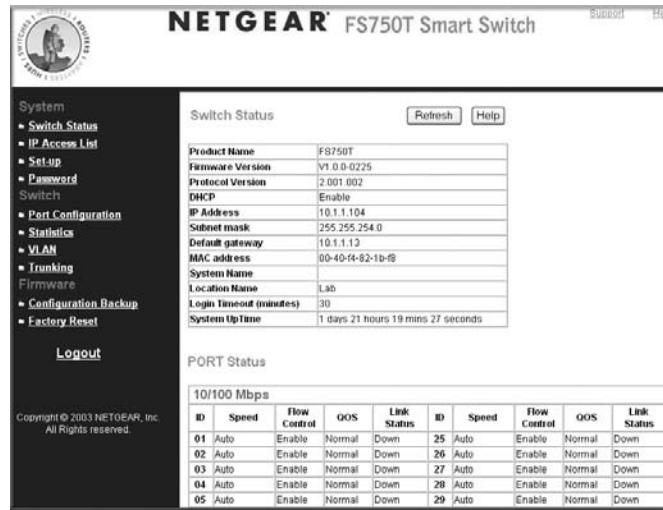 NETGEAR FS750T Smart Switch
Support
System
Switch Status
IP Access List
Set-up
Password
Switch
Port Configuration
Statistics
VLAN
Trunking
Firmware
Configuration Backup
Factory Reset
Logout
Copyright © 2003 NETGEAR, Inc.
All Rights reserved.
Switch Status Refresh Help
Product Name FS750T
Firmware Version V1.0.0-0225
Protocol Version 2.001.002
DHCP Enable
IP Address 10.1.1.104
Subnet mask 255.255.254.0
Default gateway 10.1.1.13
MAC address 00-40-f4-82-1b-f8
System Name
Location Name Lab
Login Timeout (minutes) 30
System UpTime 1 days 21 hours 19 mins 27 seconds
PORT Status
10/100 Mbps
ID Speed Flow Control QOS Link Status ID Speed Flow Control QOS Link Status
01 Auto Enable Normal Down 25 Auto Enable Normal Down
02 Auto Enable Normal Down 26 Auto Enable Normal Down
03 Auto Enable Normal Down 27 Auto Enable Normal Down
04 Auto Enable Normal Down 28 Auto Enable Normal Down
05 Auto Enable Normal Down 29 Auto Enable Normal Down